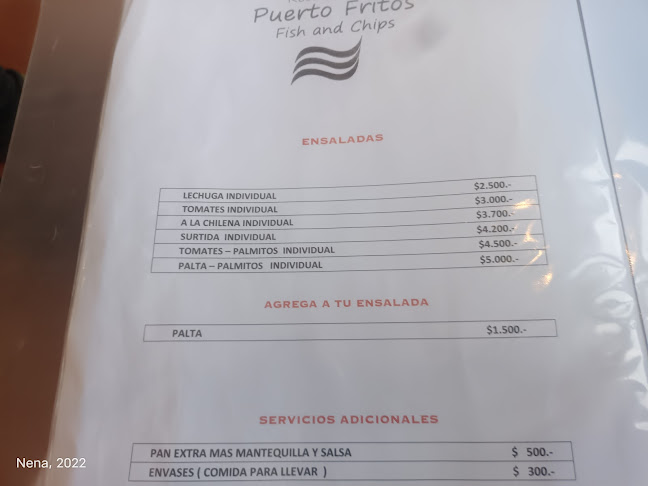 Puerto Fritos
Fish and Chips
ENSALADAS
LECHUGA INDIVIDUAL $2.500.-
TOMATES INDIVIDUAL $3.000.-
A LA CHILENA INDIVIDUAL $3.700.-
SURTIDA INDIVIDUAL $4.200.-
TOMATES – PALMITOS INDIVIDUAL $4.500.-
PALTA – PALMITOS INDIVIDUAL $5.000.-
AGREGA A TU ENSALADA
PALTA $1.500.-
SERVICIOS ADICIONALES
PAN EXTRA MAS MANTEQUILLA Y SALSA $ 500.-
ENVASES ( COMIDA PARA LLEVAR ) $ 300.-
Nena, 2022